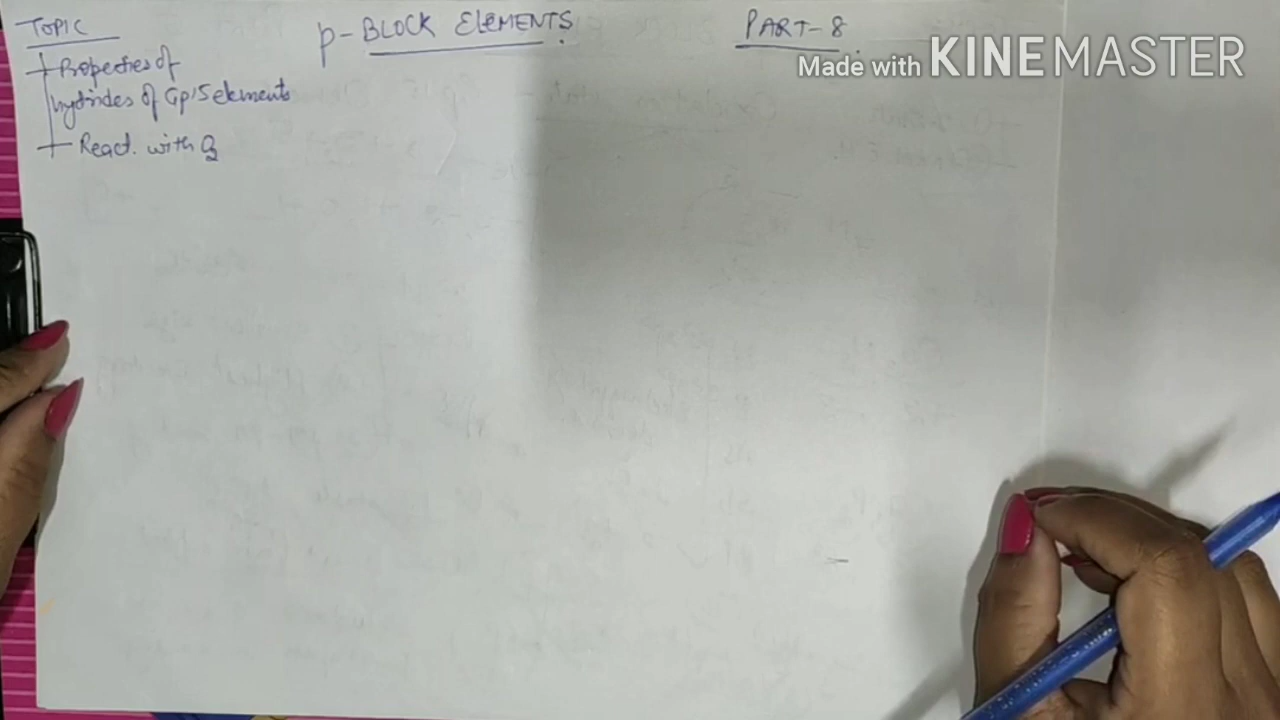 TOPIC
p-BLOCK ELEMENTS.
PART-8.
Made with KINEMASTER
Properties of
hydrides of Gp15 elements
React. with O2